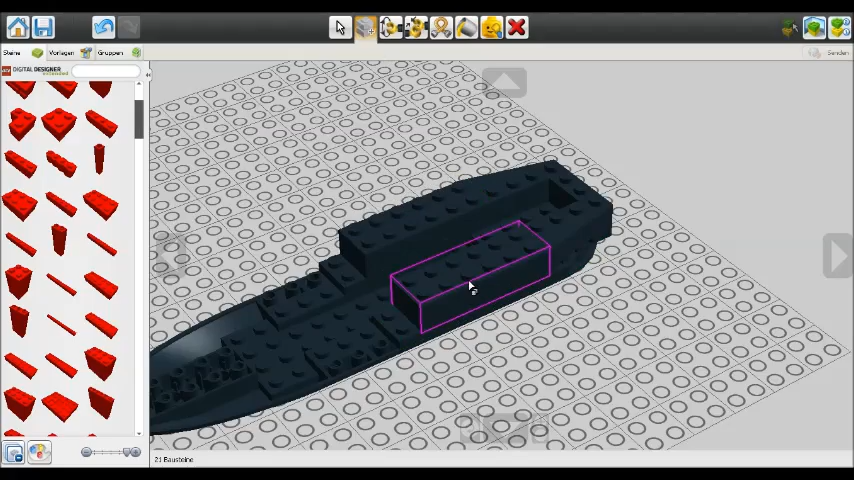 Senden
Steine
Vorlagen
Gruppen
DIGITAL DESIGNER
21 Bausteine